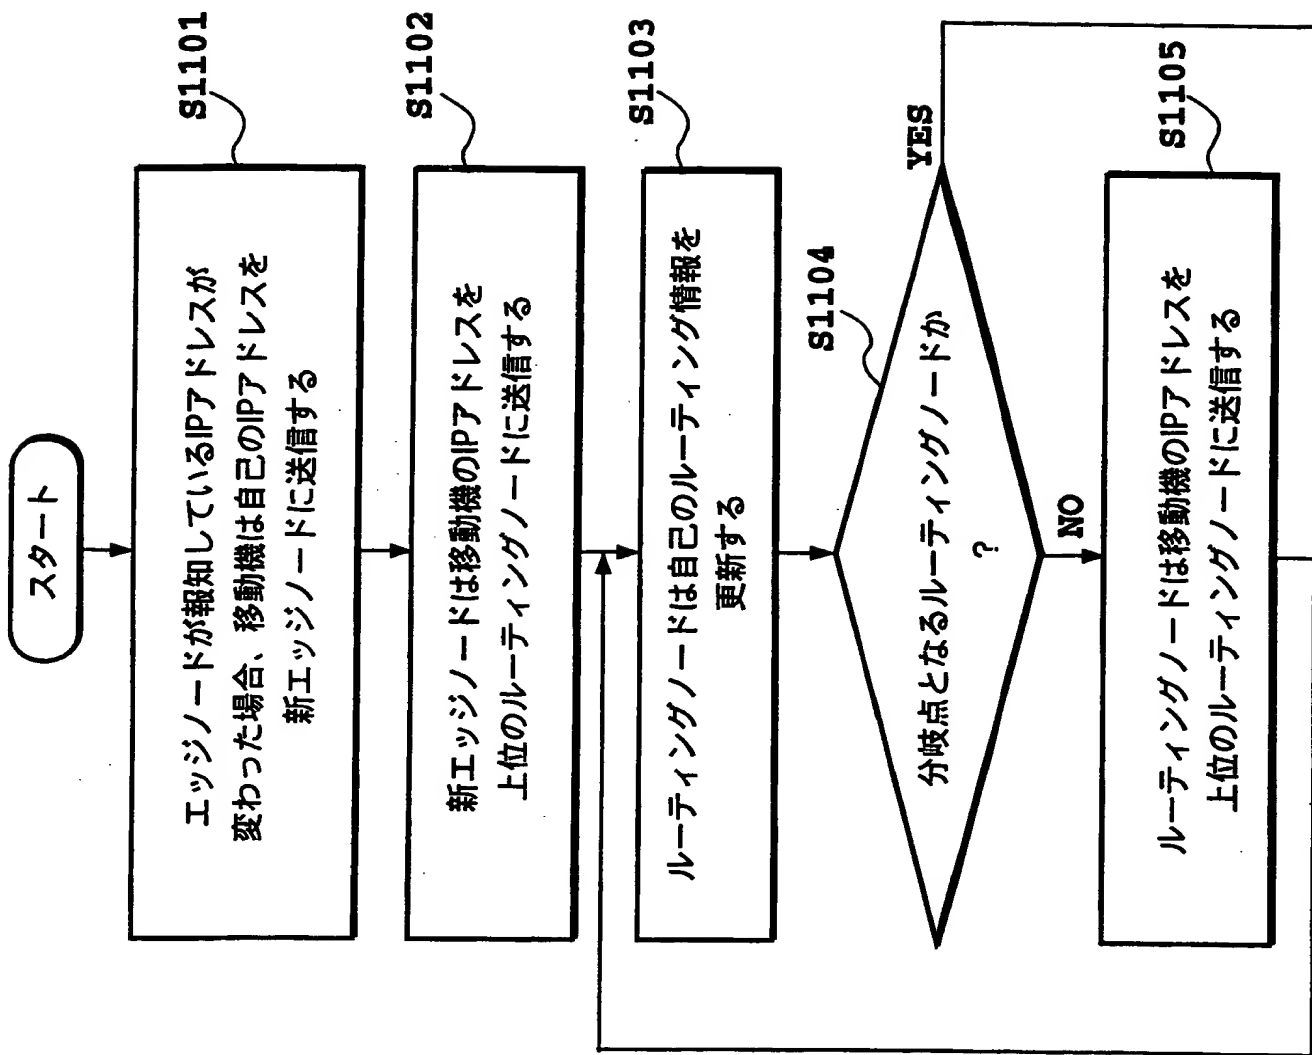 スタート
S1101
エッジノードが報知しているIPアドレスが
変わった場合、移動機は自己のIPアドレスを
新エッジノードに送信する
S1102
新エッジノードは移動機のIPアドレスを
上位のルーティングノードに送信する
S1103
ルーティングノードは自己のルーティング情報を
更新する
S1104
分岐点となるルーティングノードか
?
YES
NO
S1105
ルーティングノードは移動機のIPアドレスを
上位のルーティングノードに送信する